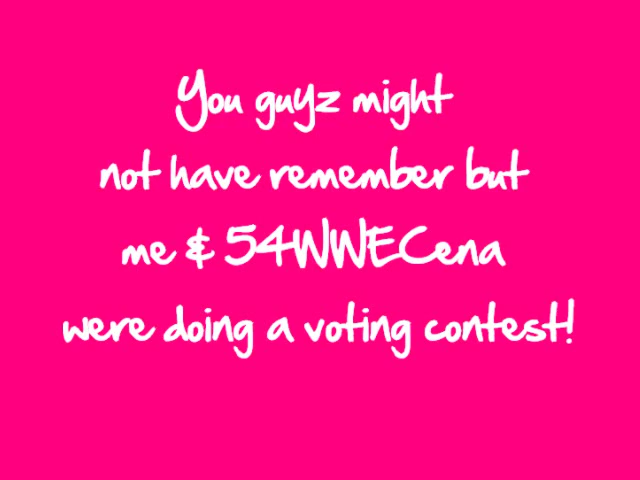 You guyz might
not have remember but
me & 54WWECena
were doing a voting contest!